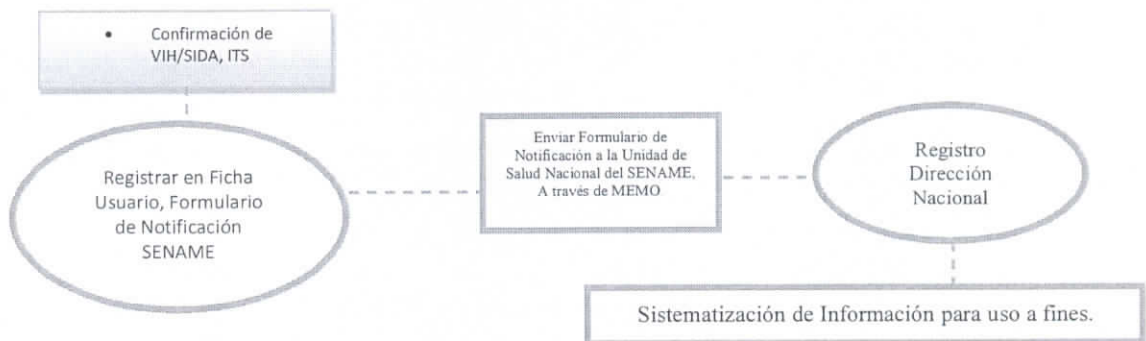 • Confirmación de
VIH/SIDA, ITS
Registrar en Ficha
Usuario, Formulario
de Notificación
SENAME
Enviar Formulario de
Notificación a la Unidad de
Salud Nacional del SENAME,
A través de MEMO
Registro
Dirección
Nacional
Sistematización de Información para uso a fines.